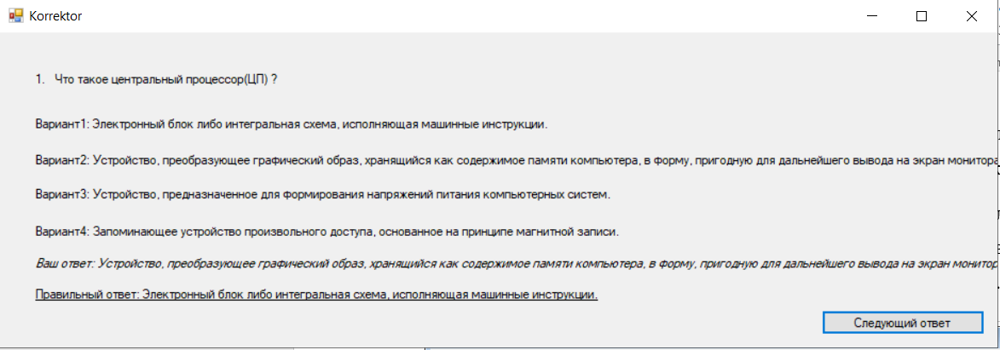 Korrektor
1. Что такое центральный процессор(ЦП) ?
Вариант1: Электронный блок либо интегральная схема, исполняющая машинные инструкции.
Вариант2: Устройство, преобразующее графический образ, хранящийся как содержимое памяти компьютера, в форму, пригодную для дальнейшего вывода на экран монитора
Вариант3: Устройство, предназначенное для формирования напряжений питания компьютерных систем.
Вариант4: Запоминающее устройство произвольного доступа, основанное на принципе магнитной записи.
Ваш ответ: Устройство, преобразующее графический образ, хранящийся как содержимое памяти компьютера, в форму, пригодную для дальнейшего вывода на экран монитор
Правильный ответ: Электронный блок либо интегральная схема, исполняющая машинные инструкции.
Следующий ответ